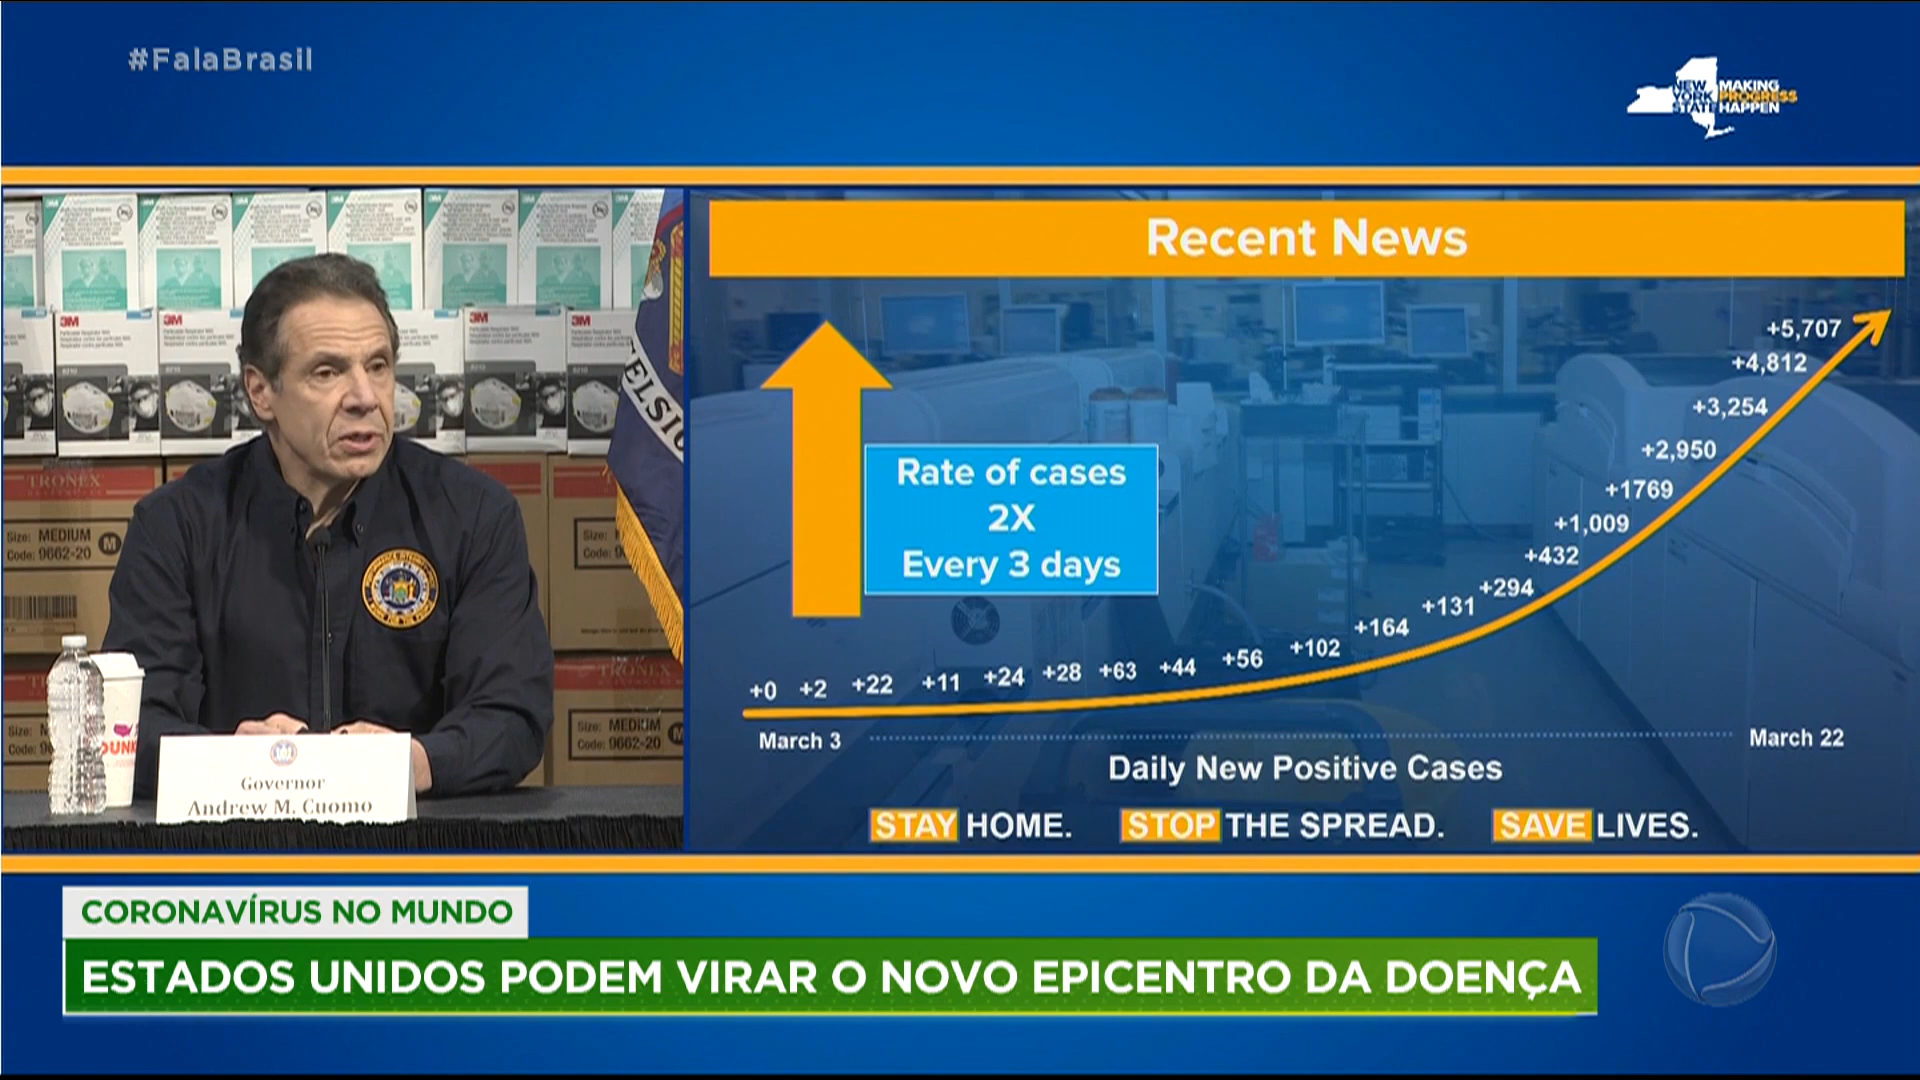 #FalaBrasil
NEW YORK STATE
MAKING PROGRESS HAPPEN
3M
3M
3M
ELSIO
TRONEX
Size: MEDIUM
Code: 9662-20
M
TRONEX
Size: MEDIUM
Code: 9662-20
DUNK
Governor
Andrew M. Cuomo
Recent News
Rate of cases
2X
Every 3 days
+0 +2 +22 +11 +24 +28 +63 +44 +56 +102 +164 +131 +294 +432 +1,009 +1769 +2,950 +3,254 +4,812 +5,707
March 3
March 22
Daily New Positive Cases
STAY HOME. STOP THE SPREAD. SAVE LIVES.
CORONAVÍRUS NO MUNDO
ESTADOS UNIDOS PODEM VIRAR O NOVO EPICENTRO DA DOENÇA